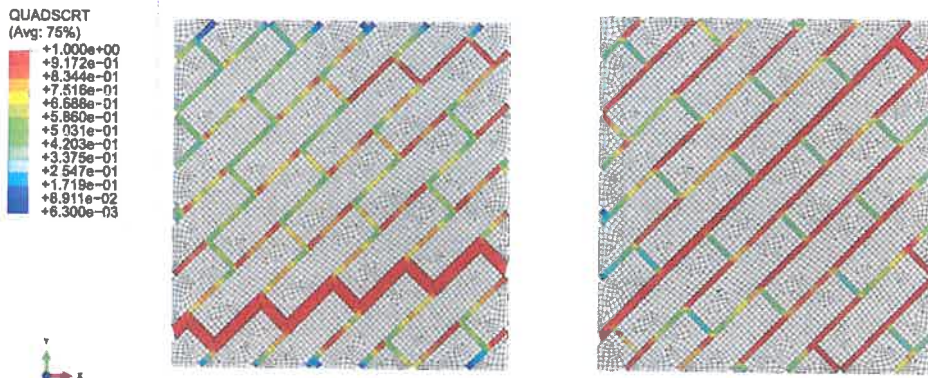 QUADSCRT
(Avg: 75%)
+1.000e+00
+9.172e-01
+8.344e-01
+7.516e-01
+6.688e-01
+5.860e-01
+5.031e-01
+4.203e-01
+3.375e-01
+2.547e-01
+1.719e-01
+8.911e-02
+6.300e-03
Y
X